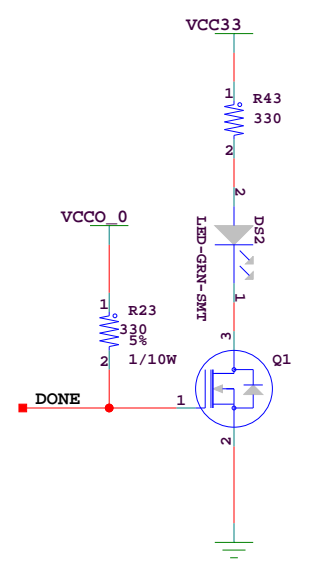 VCC33
1
R43
330
2
2
LED-GRN-SMT
DS2
1
VCCO_0
1
R23
330
5%
1/10W
2
3
Q1
DONE
1
2